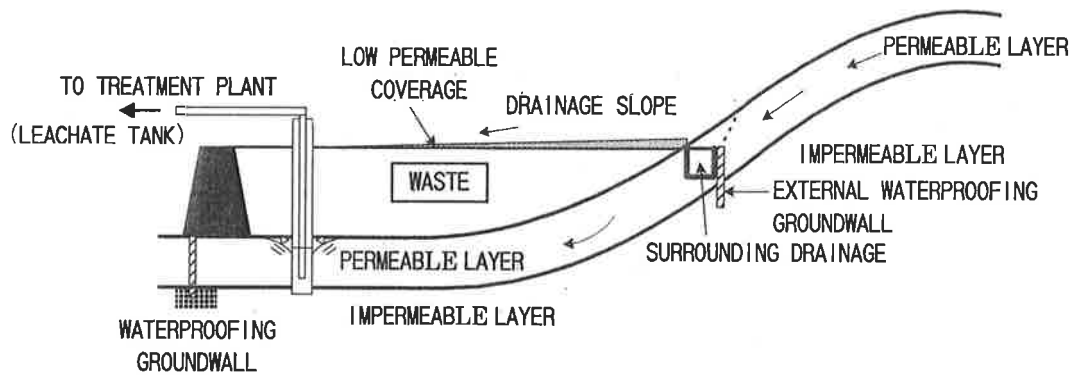 PERMEABLE LAYER
LOW PERMEABLE
COVERAGE
TO TREATMENT PLANT
(LEACHATE TANK)
DRAINAGE SLOPE
WASTE
IMPERMEABLE LAYER
EXTERNAL WATERPROOFING
GROUNDWALL
SURROUNDING DRAINAGE
PERMEABLE LAYER
IMPERMEABLE LAYER
WATERPROOFING
GROUNDWALL